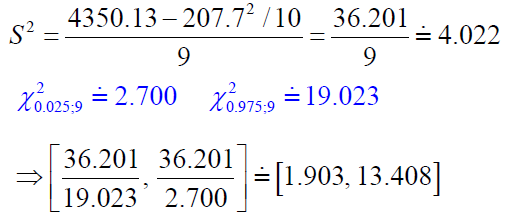 S² = (4350.13 – 207.7² / 10) / 9 = 36.201 / 9 ≐ 4.022
χ²₀.₀₂₅;₉ ≐ 2.700 χ²₀.₉₇₅;₉ ≐ 19.023
⇒ [36.201 / 19.023, 36.201 / 2.700] ≐ [1.903, 13.408]